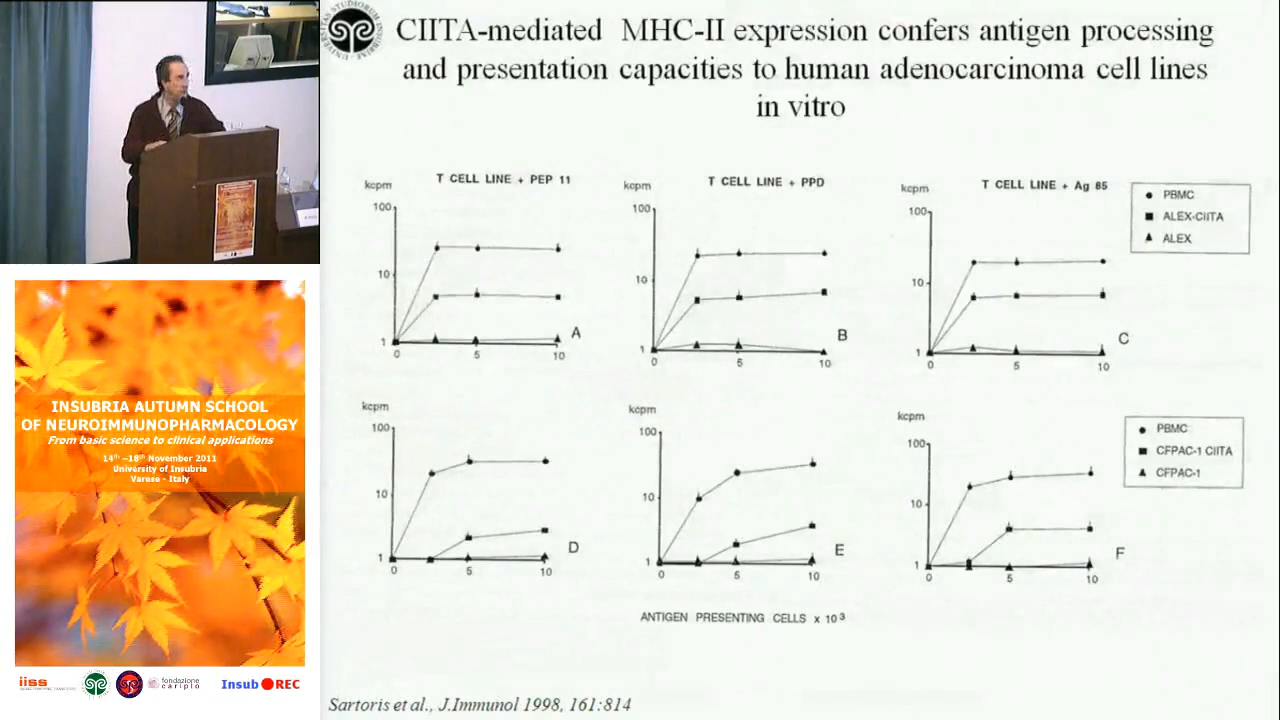 CIITA-mediated MHC-II expression confers antigen processing
and presentation capacities to human adenocarcinoma cell lines
in vitro
T CELL LINE + PEP 11
T CELL LINE + PPD
T CELL LINE + Ag 85
kcpm
100
10
1
0
5
10
A
kcpm
100
10
1
0
5
10
B
kcpm
100
10
1
0
5
10
C
PBMC
ALEX-CIITA
ALEX
kcpm
100
10
1
0
5
10
D
kcpm
100
10
1
0
5
10
E
kcpm
100
10
1
0
5
10
F
PBMC
CFPAC-1 CIITA
CFPAC-1
ANTIGEN PRESENTING CELLS x 10³
Sartoris et al., J.Immunol 1998, 161:814
INSUBRIA AUTUMN SCHOOL
OF NEUROIMMUNOPHARMACOLOGY
From basic science to clinical applications
14th –18th November 2011
University of Insubria
Varese - Italy
iiss
fondazione
cariplo
Insub REC